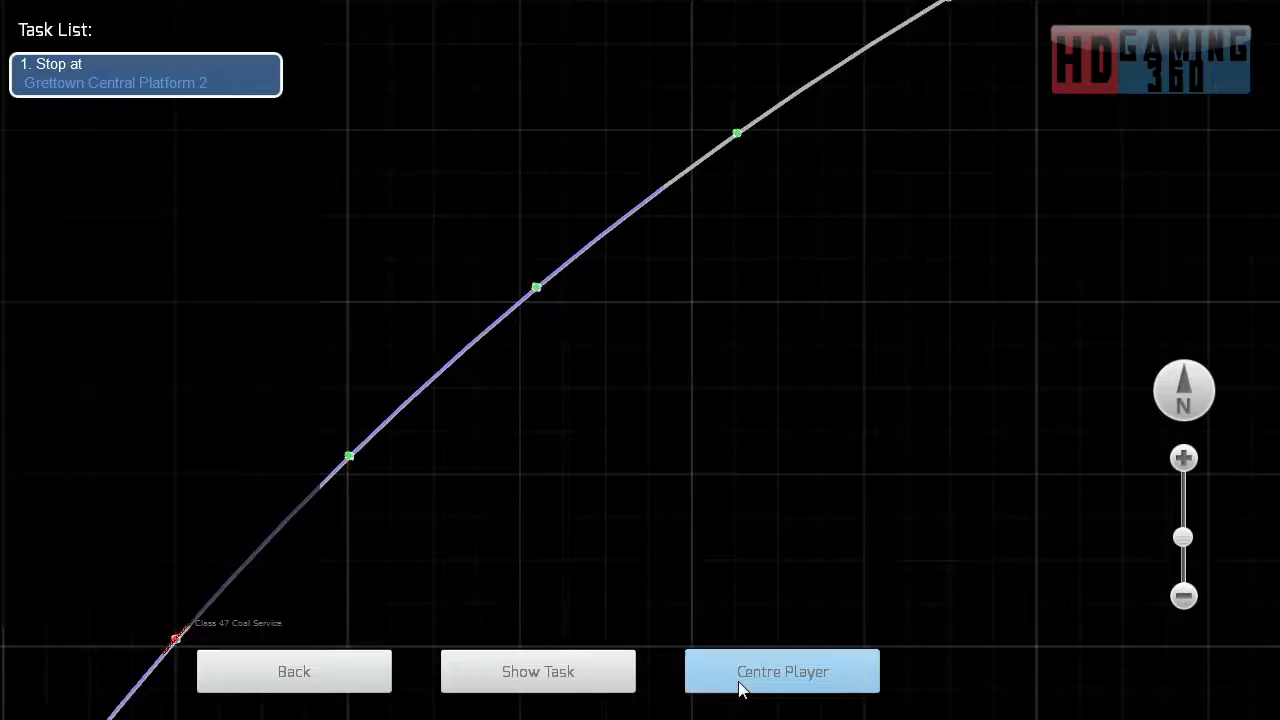 Task List:
1. Stop at
Grettown Central Platform 2
HD GAMING
360
N
Class 47 Coal Service
Back
Show Task
Centre Player